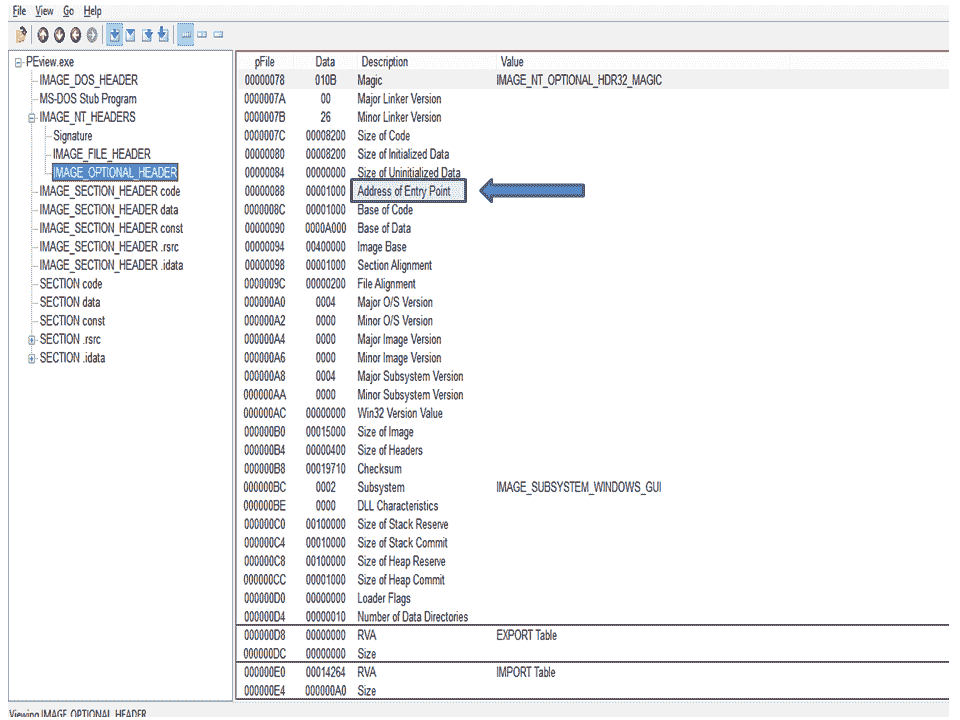 File View Go Help
PEview.exe
IMAGE_DOS_HEADER
MS-DOS Stub Program
IMAGE_NT_HEADERS
Signature
IMAGE_FILE_HEADER
IMAGE_OPTIONAL_HEADER
IMAGE_SECTION_HEADER code
IMAGE_SECTION_HEADER data
IMAGE_SECTION_HEADER const
IMAGE_SECTION_HEADER .rsrc
IMAGE_SECTION_HEADER .idata
SECTION code
SECTION data
SECTION const
SECTION .rsrc
SECTION .idata
pFile Data Description Value
00000078 010B Magic IMAGE_NT_OPTIONAL_HDR32_MAGIC
0000007A 00 Major Linker Version
0000007B 26 Minor Linker Version
0000007C 00008200 Size of Code
00000080 00008200 Size of Initialized Data
00000084 00000000 Size of Uninitialized Data
00000088 00001000 Address of Entry Point
0000008C 00001000 Base of Code
00000090 0000A000 Base of Data
00000094 00400000 Image Base
00000098 00001000 Section Alignment
0000009C 00000200 File Alignment
000000A0 0004 Major O/S Version
000000A2 0000 Minor O/S Version
000000A4 0000 Major Image Version
000000A6 0000 Minor Image Version
000000A8 0004 Major Subsystem Version
000000AA 0000 Minor Subsystem Version
000000AC 00000000 Win32 Version Value
000000B0 00015000 Size of Image
000000B4 00000400 Size of Headers
000000B8 00019710 Checksum
000000BC 0002 Subsystem IMAGE_SUBSYSTEM_WINDOWS_GUI
000000BE 0000 DLL Characteristics
000000C0 00100000 Size of Stack Reserve
000000C4 00010000 Size of Stack Commit
000000C8 00100000 Size of Heap Reserve
000000CC 00001000 Size of Heap Commit
000000D0 00000000 Loader Flags
000000D4 00000010 Number of Data Directories
000000D8 00000000 RVA EXPORT Table
000000DC 00000000 Size
000000E0 00014264 RVA IMPORT Table
000000E4 000000A0 Size
Viewing IMAGE_OPTIONAL_HEADER